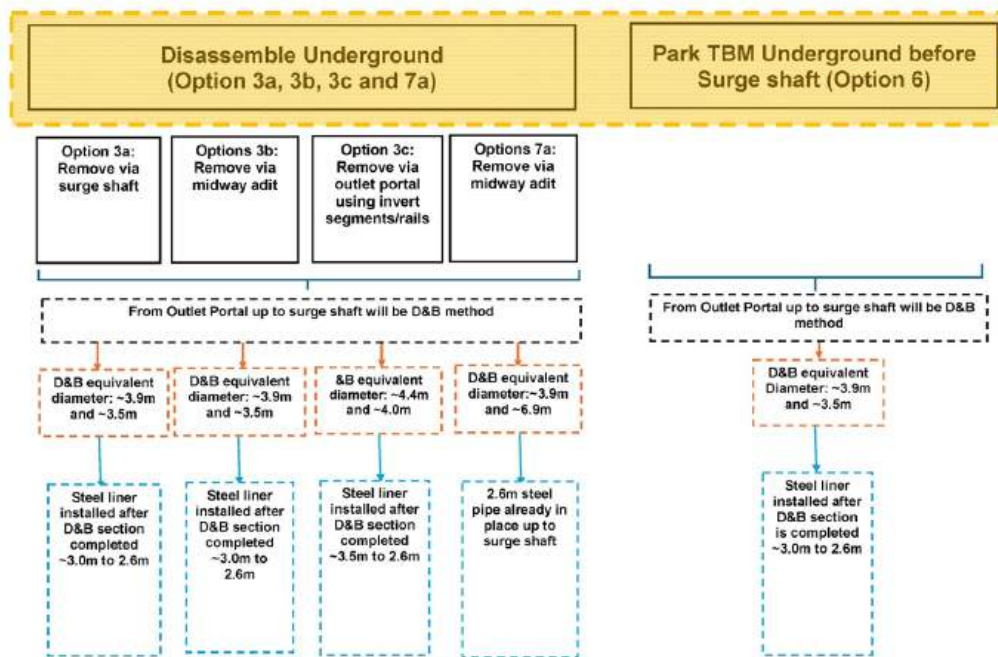 Disassemble Underground
(Option 3a, 3b, 3c and 7a)
Park TBM Underground before
Surge shaft (Option 6)
Option 3a:
Remove via
surge shaft
Options 3b:
Remove via
midway adit
Option 3c:
Remove via
outlet portal
using invert
segments/rails
Options 7a:
Remove via
midway adit
From Outlet Portal up to surge shaft will be D&B method
From Outlet Portal up to surge shaft will be D&B
method
D&B equivalent
diameter: ~3.9m
and ~3.5m
D&B equivalent
diameter: ~3.9m
and ~3.5m
&B equivalent
diameter: ~4.4m
and ~4.0m
D&B equivalent
diameter:~3.9m
and ~6.9m
D&B equivalent
Diameter: ~3.9m
and ~3.5m
Steel liner
installed after
D&B section
completed
~3.0m to 2.6m
Steel liner
installed after
D&B section
completed
~3.0m to
2.6m
Steel liner
installed after
D&B section
completed
~3.5m to 2.6m
2.6m steel
pipe already in
place up to
surge shaft
Steel liner
installed after
D&B section
is completed
~3.0m to 2.6m